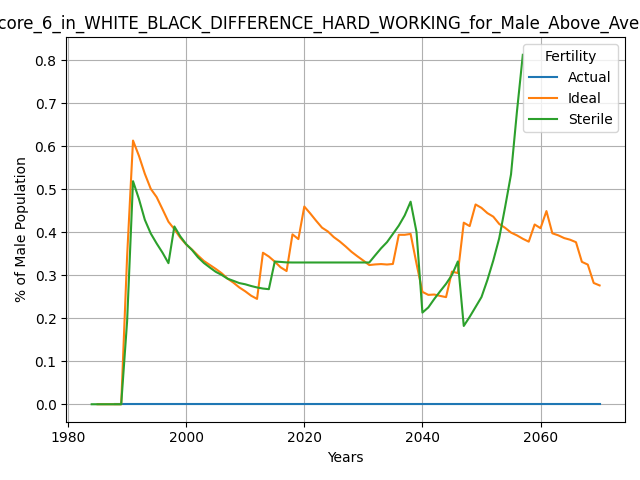 core_6_in_WHITE_BLACK_DIFFERENCE_HARD_WORKING_for_Male_Above_Ave
Fertility
Actual
Ideal
Sterile
% of Male Population
0.8
0.7
0.6
0.5
0.4
0.3
0.2
0.1
0.0
1980 2000 2020 2040 2060
Years